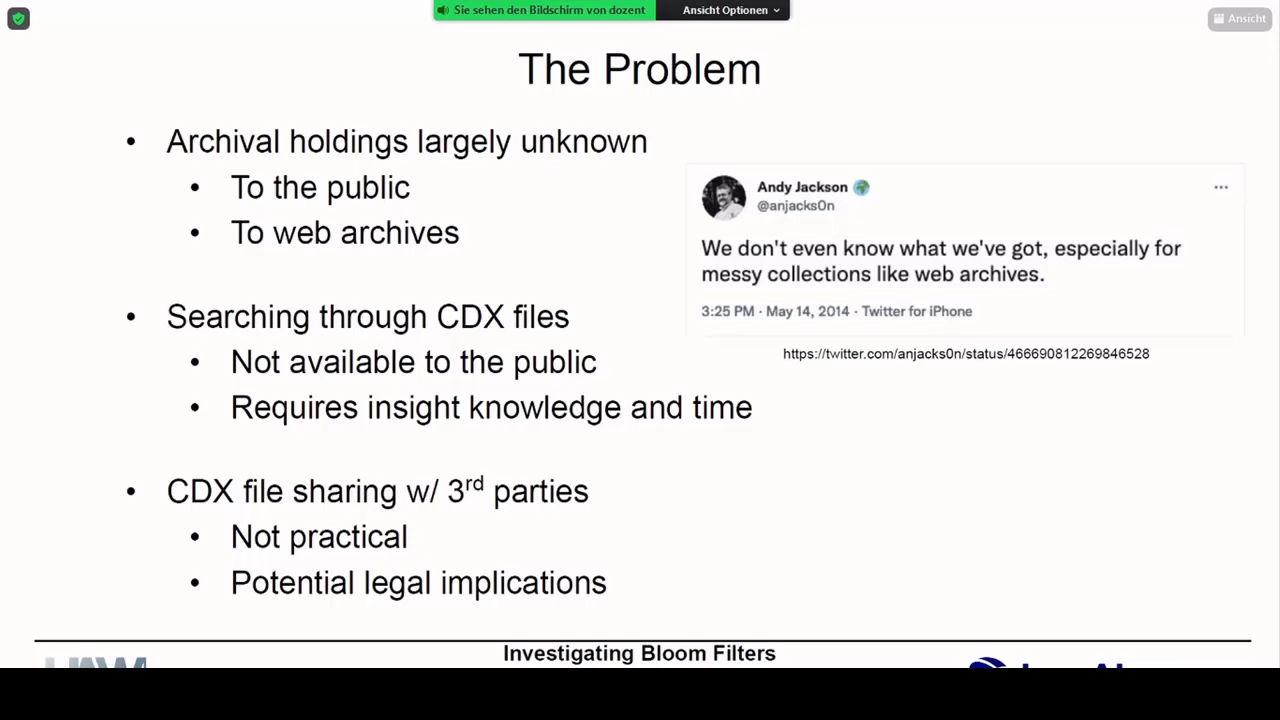 Sie sehen den Bildschirm von dozent
Ansicht Optionen
Ansicht
The Problem
• Archival holdings largely unknown
• To the public
• To web archives
• Searching through CDX files
• Not available to the public
• Requires insight knowledge and time
• CDX file sharing w/ 3rd parties
• Not practical
• Potential legal implications
Andy Jackson
@anjacks0n
We don't even know what we've got, especially for
messy collections like web archives.
3:25 PM · May 14, 2014 · Twitter for iPhone
https://twitter.com/anjacks0n/status/466690812269846528
Investigating Bloom Filters